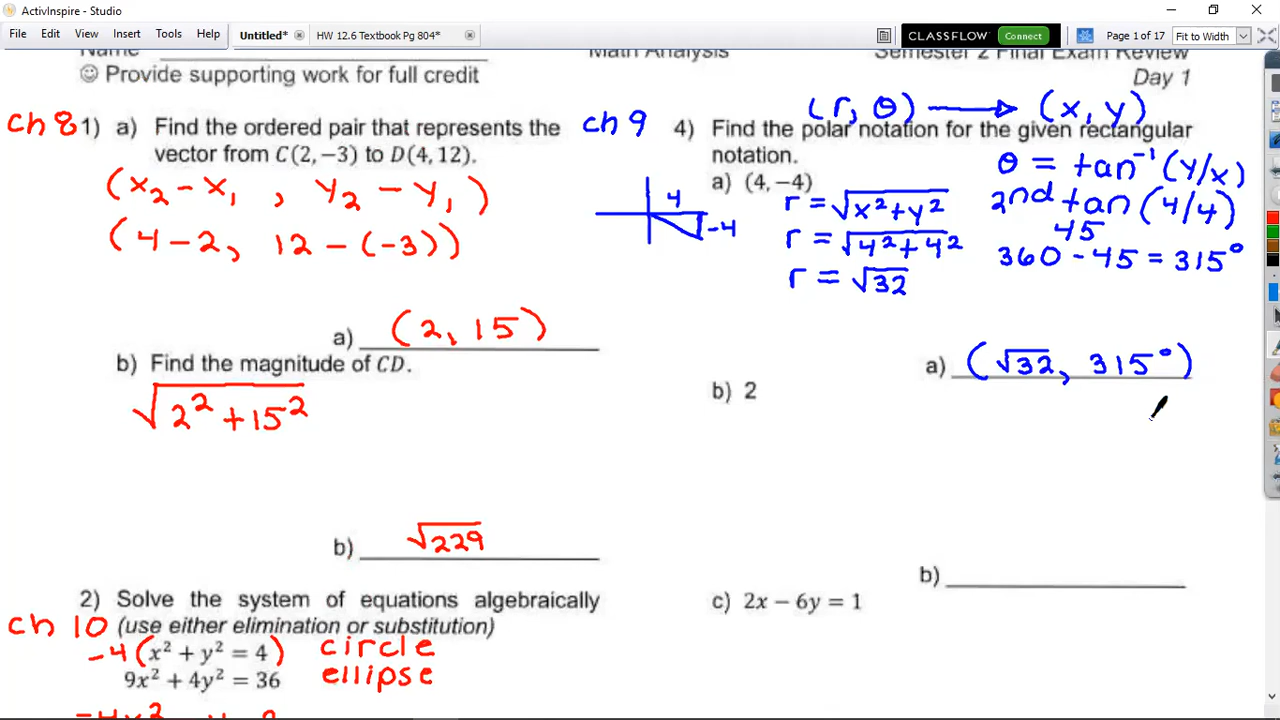 ActivInspire - Studio
File Edit View Insert Tools Help Untitled* HW 12.6 Textbook Pg 804* CLASSFLOW Connect Page 1 of 17 Fit to Width
Name Math Analysis Semester 2 Final Exam Review
☺ Provide supporting work for full credit
Day 1
ch 8 1) a) Find the ordered pair that represents the
vector from C(2, −3) to D(4, 12).
(x₂ − x₁ , y₂ − y₁)
(4 − 2, 12 − (−3))
a) (2, 15)
b) Find the magnitude of CD.
√2² + 15²
b) √229
2) Solve the system of equations algebraically
ch 10 (use either elimination or substitution)
−4(x² + y² = 4) circle
9x² + 4y² = 36 ellipse
(r, θ) → (x, y)
ch 9 4) Find the polar notation for the given rectangular
notation.
a) (4, −4)
4
−4
r = √x² + y²
r = √4² + 4²
r = √32
θ = tan⁻¹ (y/x)
2nd tan (4/4)
45
360 − 45 = 315°
a) (√32, 315°)
b) 2
b)
c) 2x − 6y = 1